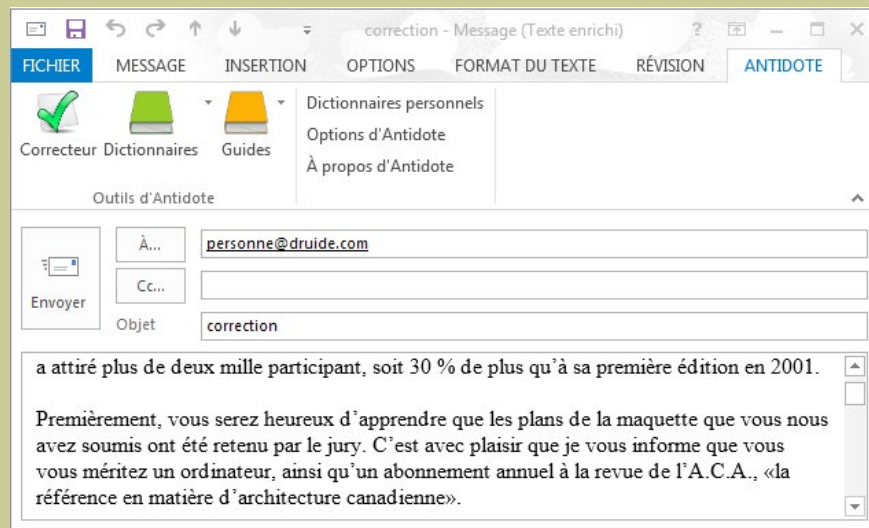 correction - Message (Texte enrichi)
FICHIER MESSAGE INSERTION OPTIONS FORMAT DU TEXTE RÉVISION ANTIDOTE
Correcteur Dictionnaires Guides
Dictionnaires personnels
Options d'Antidote
À propos d'Antidote
Outils d'Antidote
Envoyer
À... personne@druide.com
Cc...
Objet correction
a attiré plus de deux mille participant, soit 30 % de plus qu’à sa première édition en 2001.
Premièrement, vous serez heureux d’apprendre que les plans de la maquette que vous nous
avez soumis ont été retenu par le jury. C’est avec plaisir que je vous informe que vous
vous méritez un ordinateur, ainsi qu’un abonnement annuel à la revue de l’A.C.A., «la
référence en matière d’architecture canadienne».